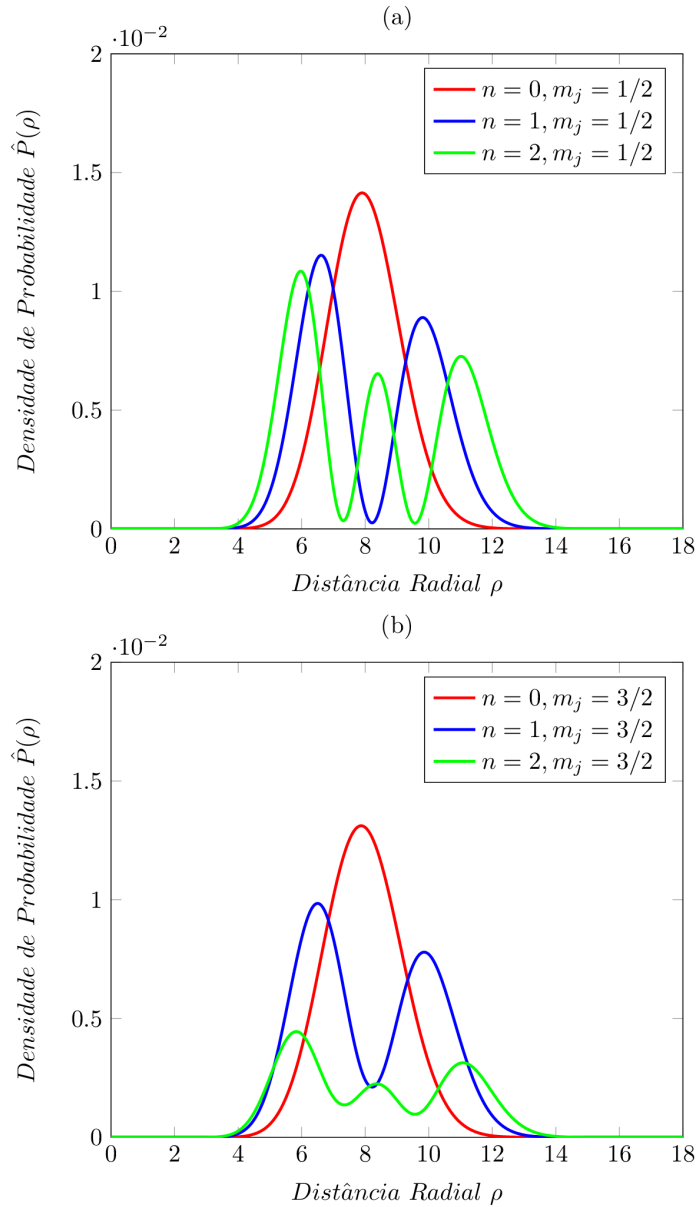 (a)
·10⁻²
2
1.5
1
0.5
0
0 2 4 6 8 10 12 14 16 18
Densidade de Probabilidade P̂(ρ)
Distância Radial ρ
n = 0, m_j = 1/2
n = 1, m_j = 1/2
n = 2, m_j = 1/2
(b)
·10⁻²
2
1.5
1
0.5
0
0 2 4 6 8 10 12 14 16 18
Densidade de Probabilidade P̂(ρ)
Distância Radial ρ
n = 0, m_j = 3/2
n = 1, m_j = 3/2
n = 2, m_j = 3/2